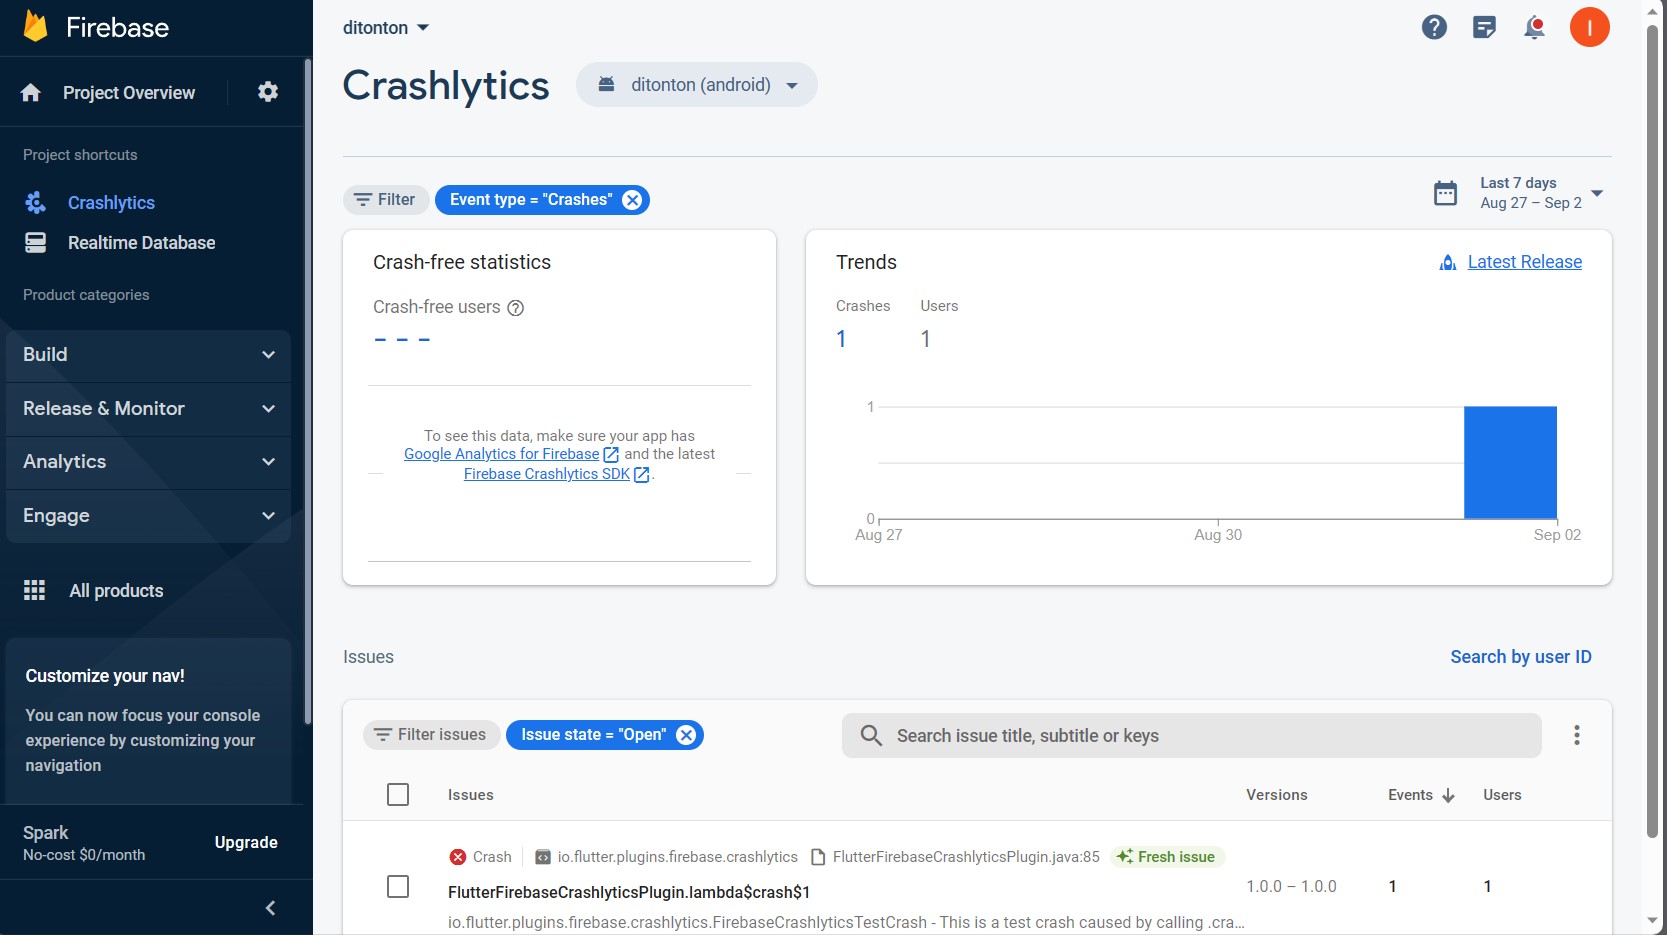 Firebase
Project Overview
Project shortcuts
Crashlytics
Realtime Database
Product categories
Build
Release & Monitor
Analytics
Engage
All products
Customize your nav!
You can now focus your console
experience by customizing your
navigation
Spark
No-cost $0/month
Upgrade
ditonton
I
Crashlytics
ditonton (android)
Filter
Event type = "Crashes"
Last 7 days
Aug 27 – Sep 2
Crash-free statistics
Crash-free users
– – –
To see this data, make sure your app has
Google Analytics for Firebase and the latest
Firebase Crashlytics SDK .
Trends
Latest Release
Crashes Users
1 1
1
0
Aug 27 Aug 30 Sep 02
Issues
Search by user ID
Filter issues
Issue state = "Open"
Search issue title, subtitle or keys
Issues Versions Events Users
Crash io.flutter.plugins.firebase.crashlytics FlutterFirebaseCrashlyticsPlugin.java:85 Fresh issue
FlutterFirebaseCrashlyticsPlugin.lambda$crash$1
1.0.0 – 1.0.0 1 1
io.flutter.plugins.firebase.crashlytics.FirebaseCrashlyticsTestCrash - This is a test crash caused by calling .cra...